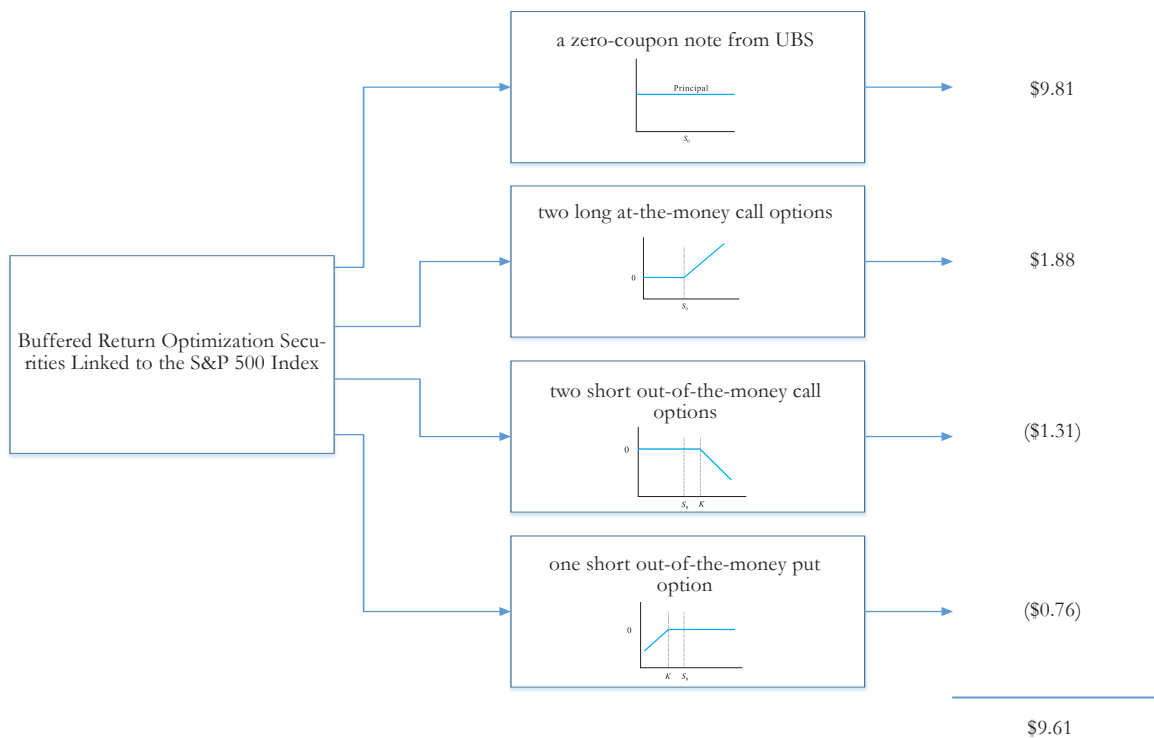 a zero-coupon note from UBS
Principal
S₀
$9.81
two long at-the-money call options
0
S₀
$1.88
Buffered Return Optimization Secu-
rities Linked to the S&P 500 Index
two short out-of-the-money call
options
0
S₀ K
($1.31)
one short out-of-the-money put
option
0
K S₀
($0.76)
$9.61